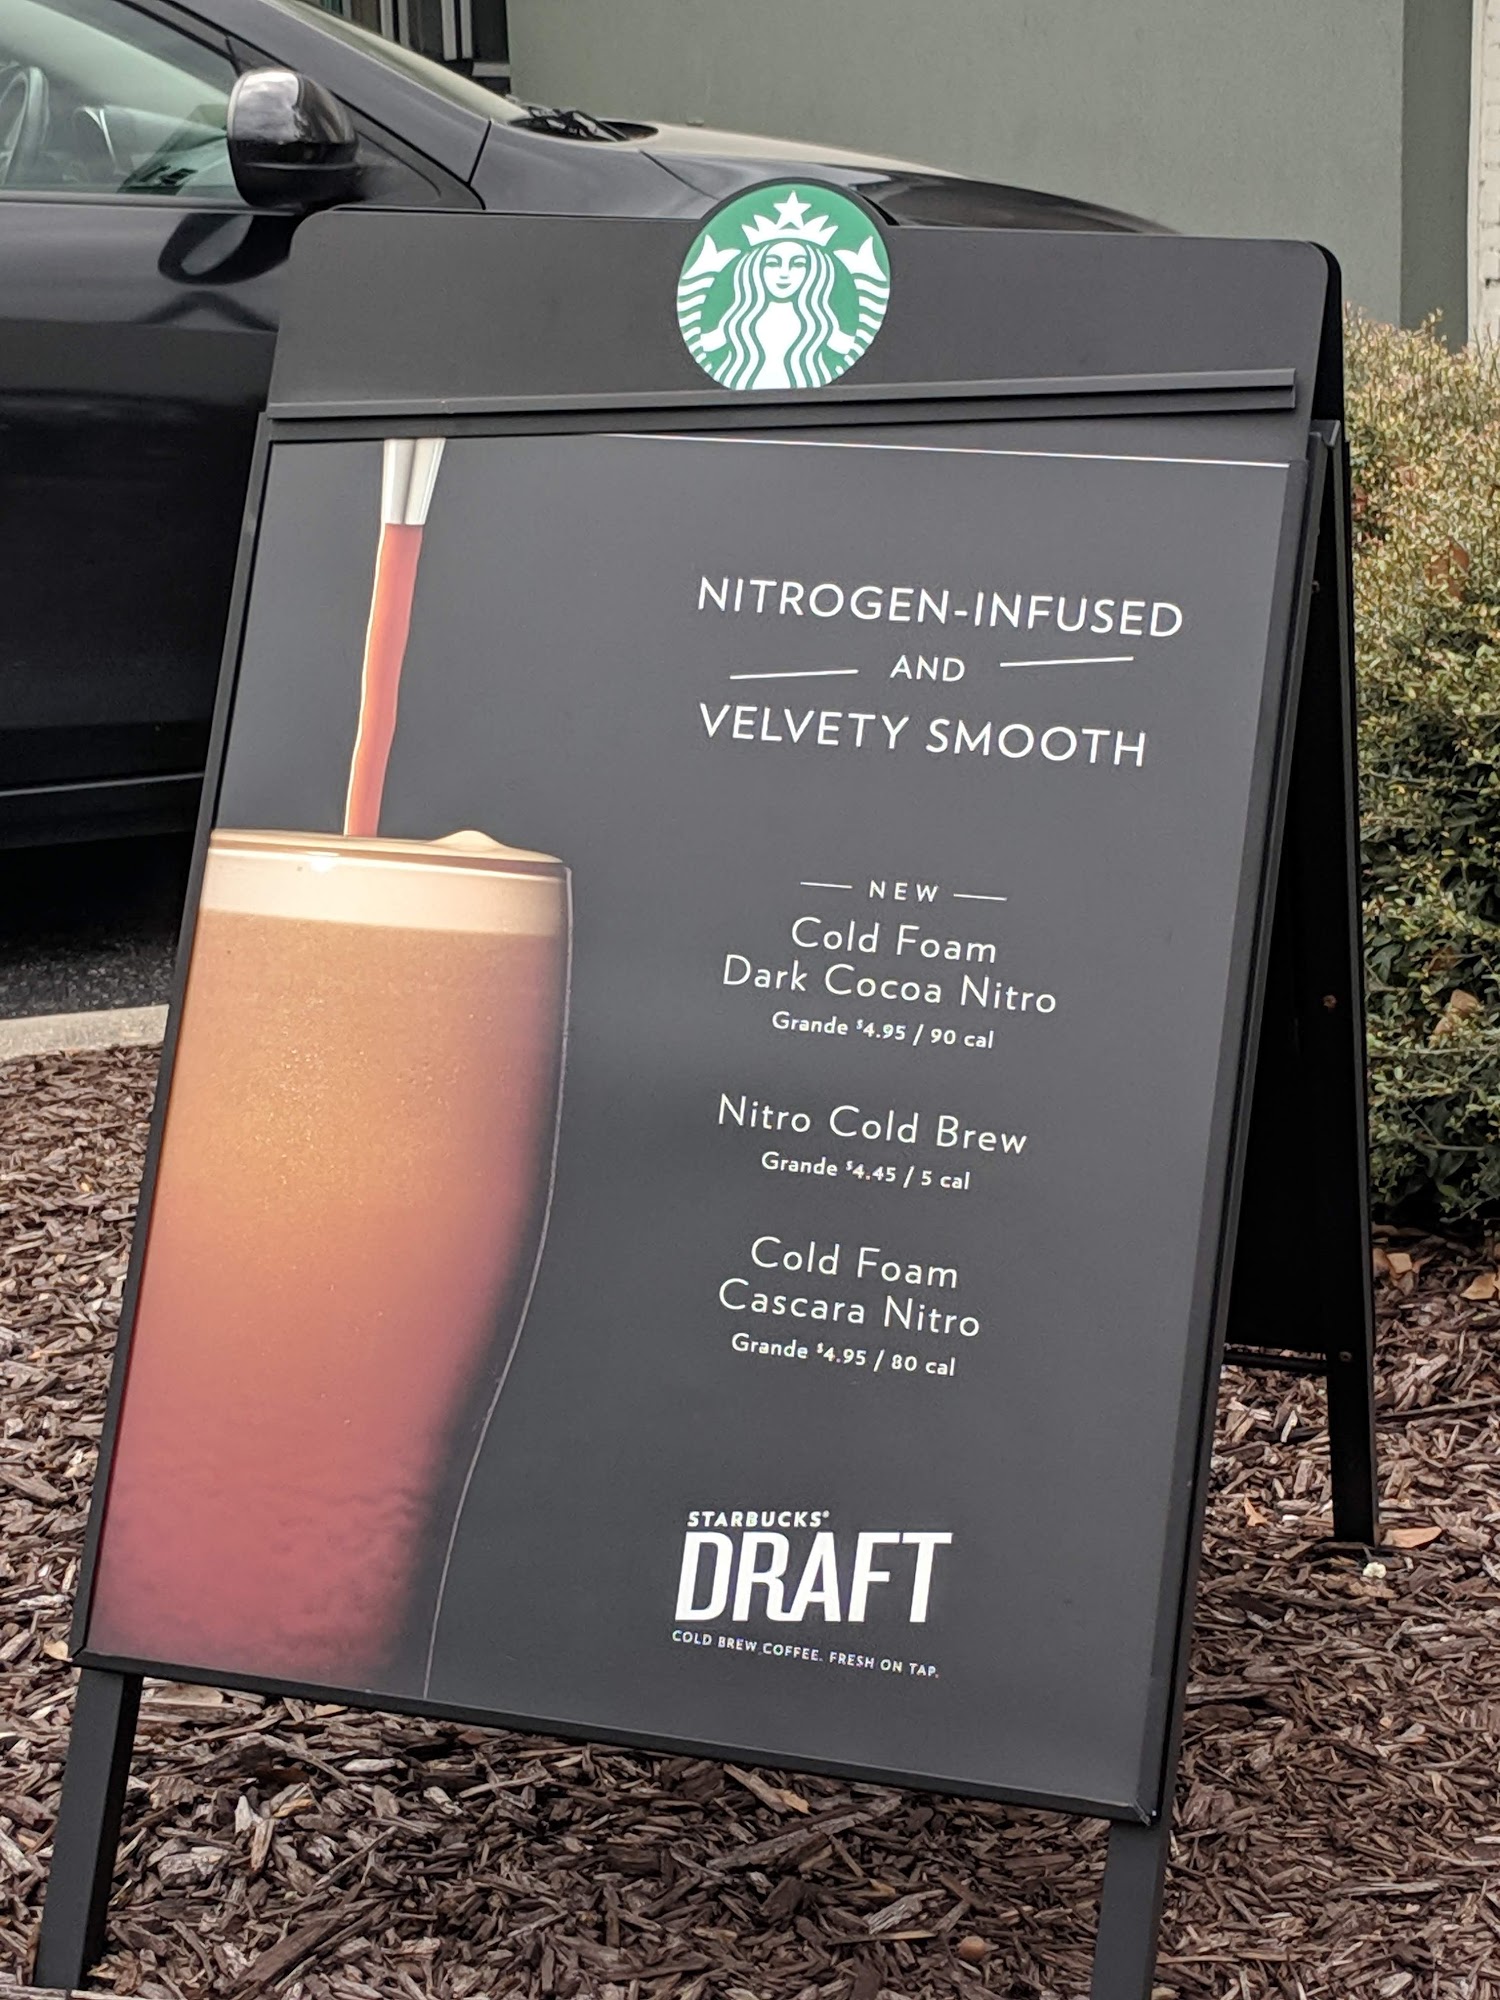 NITROGEN-INFUSED
AND
VELVETY SMOOTH
NEW
Cold Foam
Dark Cocoa Nitro
Grande $4.95 / 90 cal
Nitro Cold Brew
Grande $4.45 / 5 cal
Cold Foam
Cascara Nitro
Grande $4.95 / 80 cal
STARBUCKS®
DRAFT
COLD BREW COFFEE. FRESH ON TAP.